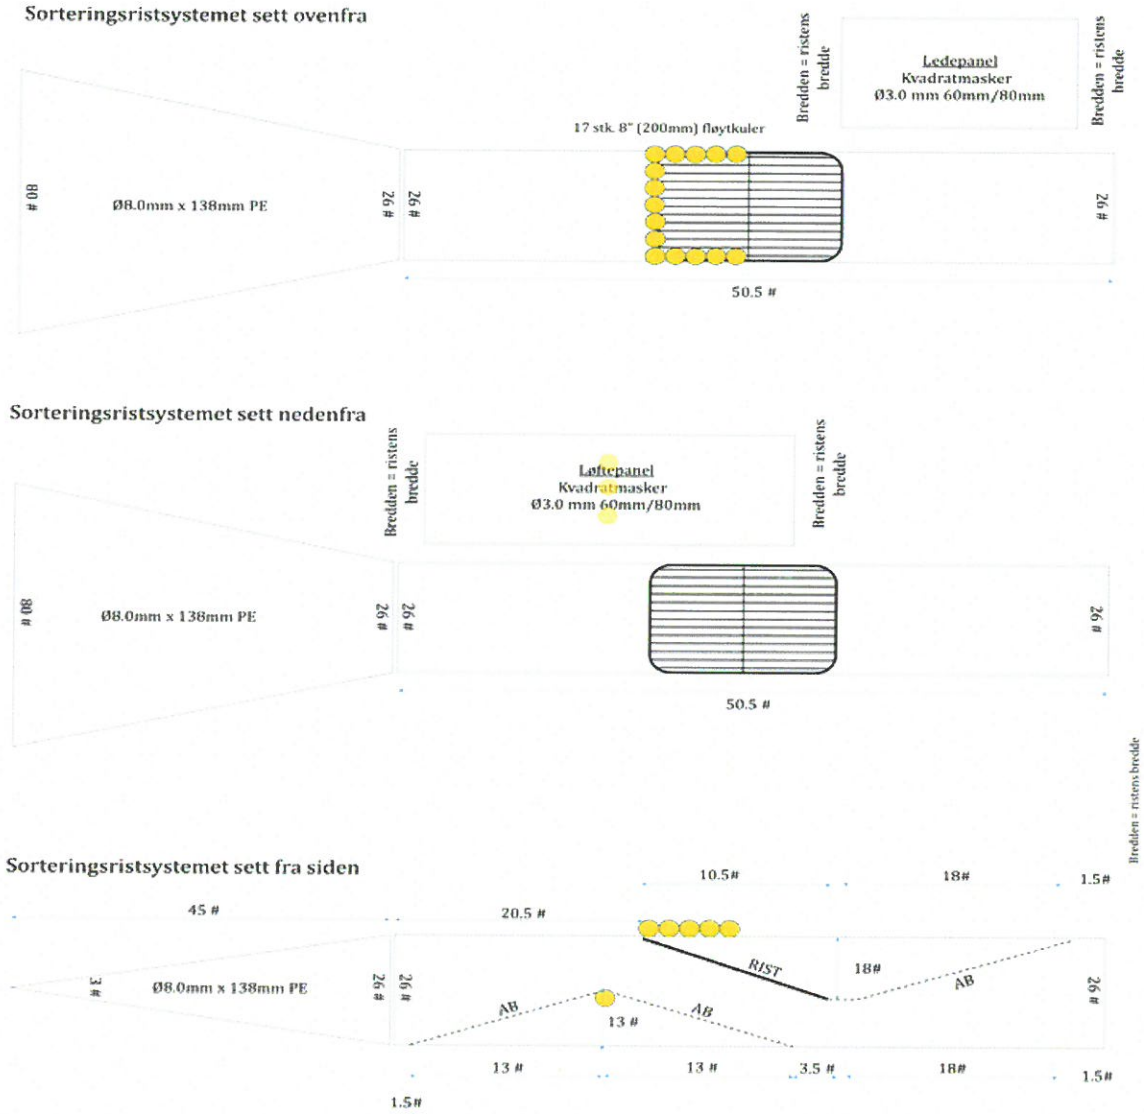 Sorteringsristsystemet sett ovenfra
Bredden = ristens
bredde
Ledepanel
Kvadratmasker
Ø3.0 mm 60mm/80mm
Bredden = ristens
bredde
17 stk. 8" (200mm) fløytkuler
80 #
Ø8.0mm x 138mm PE
26 #
26 #
26 #
50.5 #
Sorteringsristsystemet sett nedenfra
Bredden = ristens
bredde
Løftepanel
Kvadratmasker
Ø3.0 mm 60mm/80mm
Bredden = ristens
bredde
80 #
Ø8.0mm x 138mm PE
26 #
26 #
26 #
50.5 #
Bredden = ristens bredde
Sorteringsristsystemet sett fra siden
10.5#
18#
1.5#
45 #
20.5 #
3 #
Ø8.0mm x 138mm PE
26 #
26 #
RIST
18#
AB
26 #
AB
13 #
AB
13 #
13 #
3.5 #
18#
1.5#
1.5#